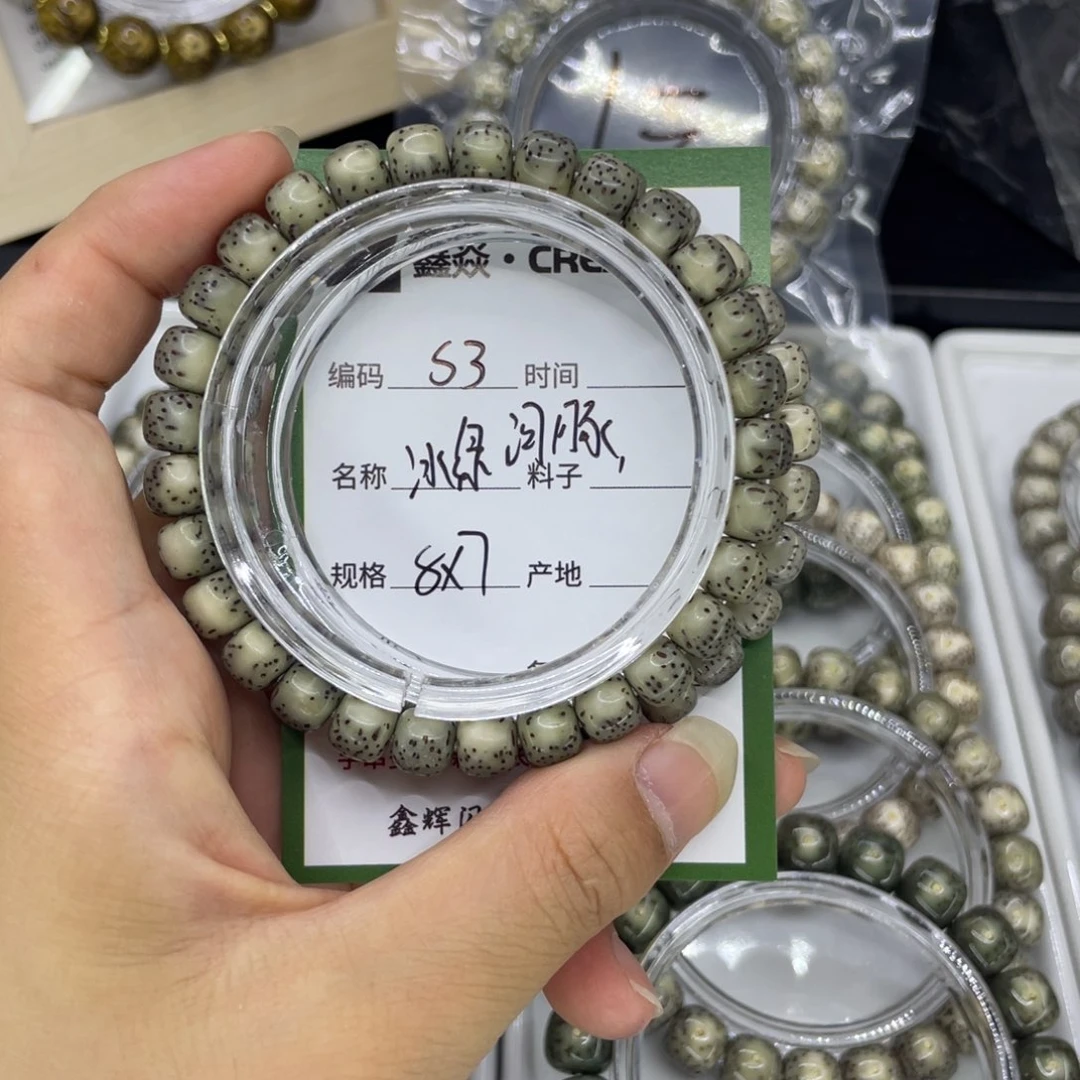 鑫焱·CRE
编码 S3 时间
名称 冰绿 闪豚, 料子
规格 8x7 产地
鑫辉闪